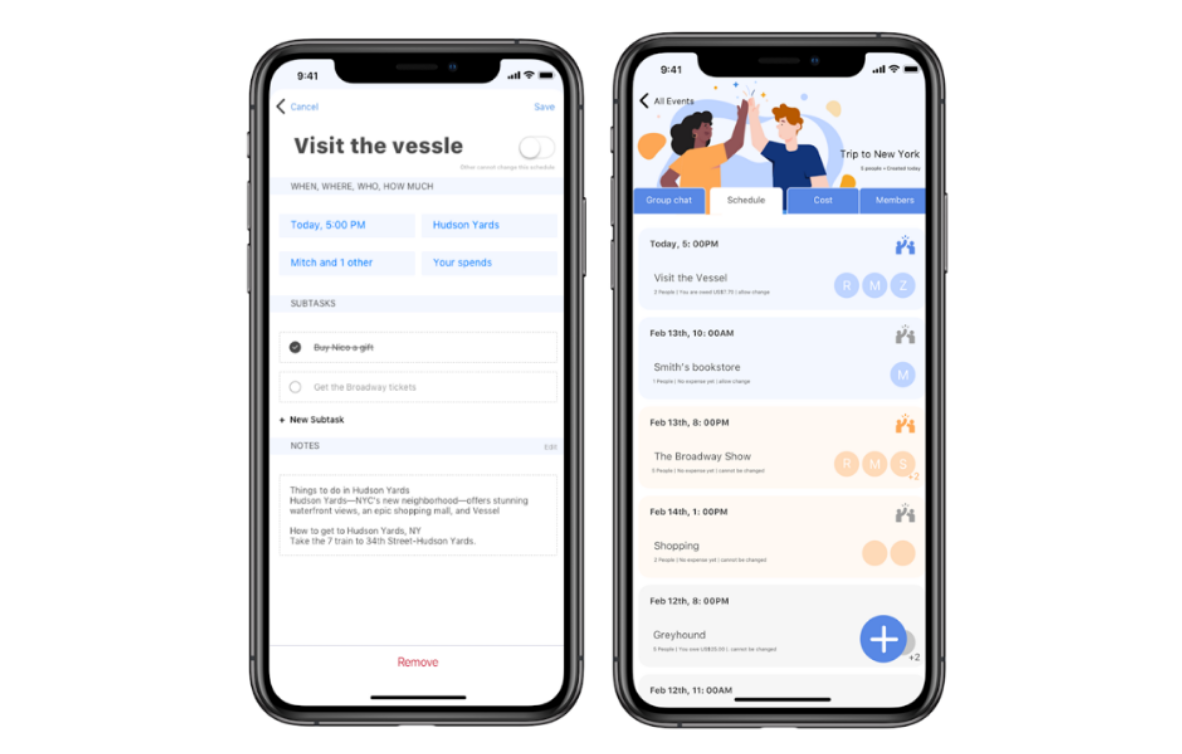 9:41
Cancel
Save
Visit the vessle
Other cannot change this schedule
WHEN, WHERE, WHO, HOW MUCH
Today, 5:00 PM
Hudson Yards
Mitch and 1 other
Your spends
SUBTASKS
Buy Nico a gift
Get the Broadway tickets
+ New Subtask
NOTES
Edit
Things to do in Hudson Yards
Hudson Yards—NYC's new neighborhood—offers stunning
waterfront views, an epic shopping mall, and Vessel
How to get to Hudson Yards, NY
Take the 7 train to 34th Street-Hudson Yards.
Remove
9:41
All Events
Trip to New York
5 people • Created today
Group chat
Schedule
Cost
Members
Today, 5: 00PM
Visit the Vessel
3 People | You are owed US$7.75 | allow change
R M Z
Feb 13th, 10: 00AM
Smith's bookstore
1 People | No expense yet | allow change
M
Feb 13th, 8: 00PM
The Broadway Show
5 People | No expense yet | cannot be changed
R M S
+2
Feb 14th, 1: 00PM
Shopping
2 People | No expense yet | cannot be changed
Feb 12th, 8: 00PM
Greyhound
5 People | You owe US$20.00 | cannot be changed
+2
Feb 12th, 11: 00AM